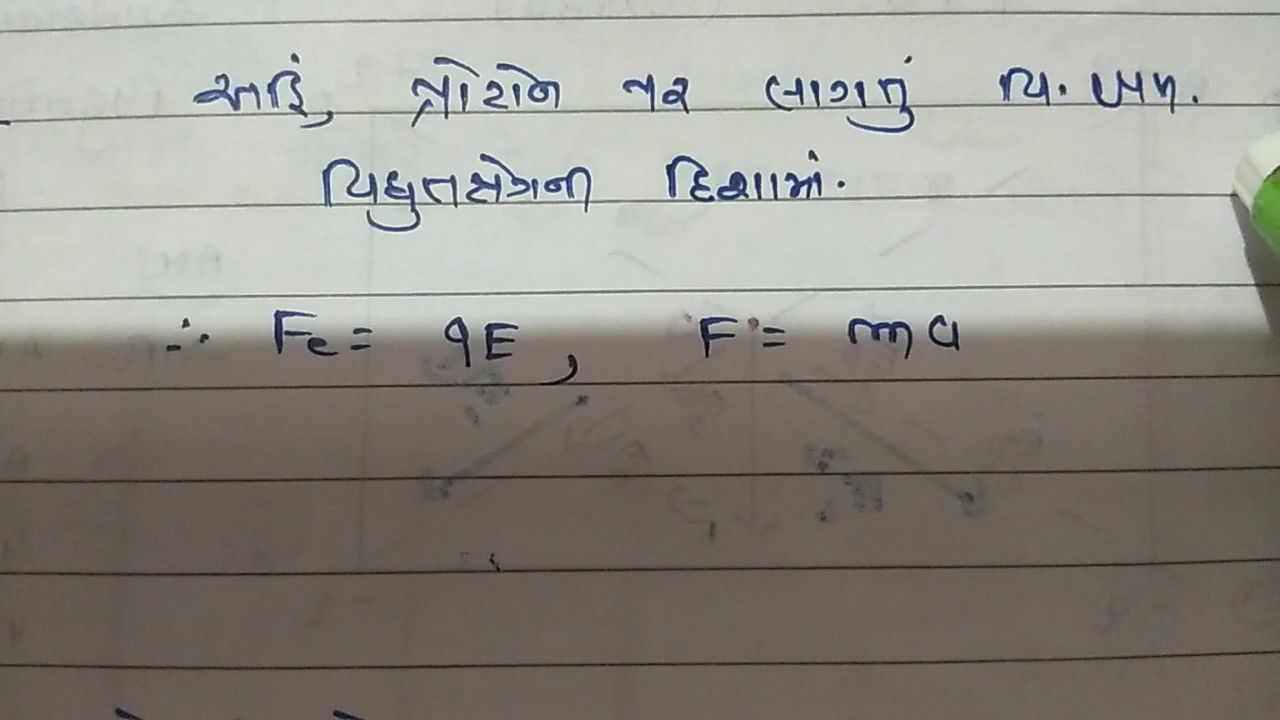 અહિં, પ્રોટોન પર લાગતું વિ. બળ.
વિદ્યુતક્ષેત્રની દિશામાં.
∴ Fe = qE, F = ma